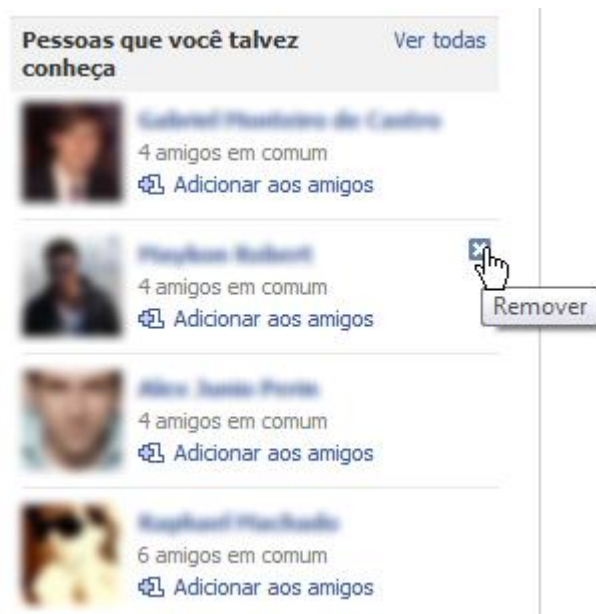 Pessoas que você talvez Ver todas
conheça
4 amigos em comum
Adicionar aos amigos
4 amigos em comum
Adicionar aos amigos
Remover
4 amigos em comum
Adicionar aos amigos
6 amigos em comum
Adicionar aos amigos